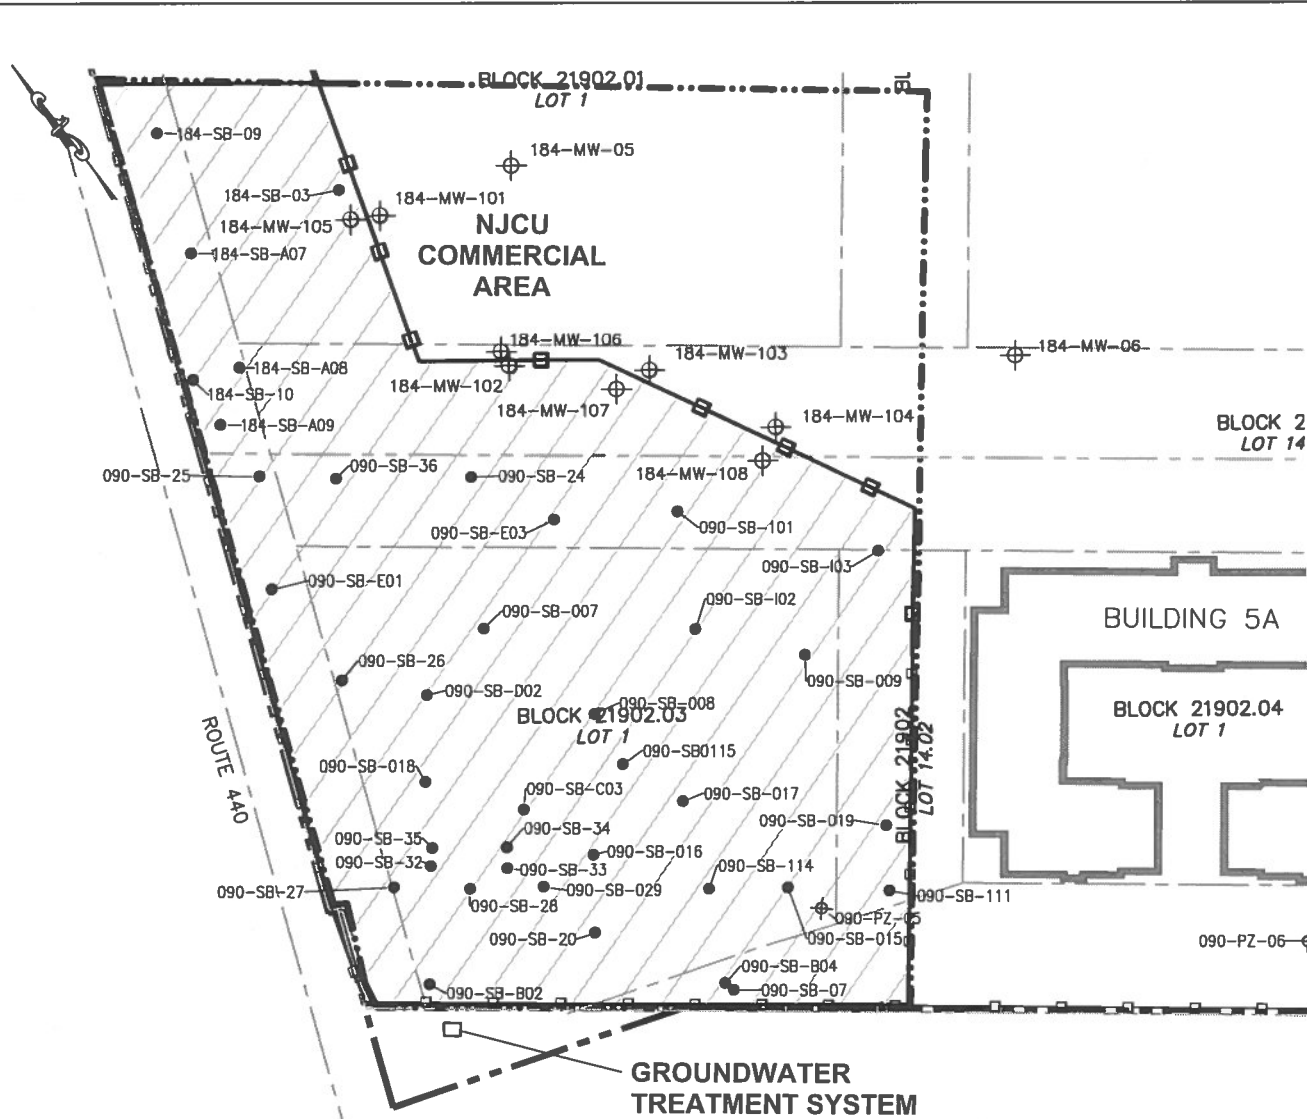 BLOCK 21902.01
LOT 1
BL
184-SB-09
184-MW-05
184-SB-03
184-MW-101
184-MW-105
NJCU
COMMERCIAL
AREA
184-SB-A07
184-MW-106
184-MW-103
184-MW-06
184-SB-A08
184-MW-102
184-SB-10
184-MW-107
184-MW-104
184-SB-A09
BLOCK 2
LOT 14
090-SB-25
090-SB-36
090-SB-24
184-MW-108
090-SB-E03
090-SB-101
090-SB-I03
090-SB-E01
090-SB-007
090-SB-I02
BUILDING 5A
090-SB-26
090-SB-009
090-SB-D02
090-SB-008
BLOCK 21902.03
LOT 1
BLOCK 21902.04
LOT 1
BLOCK 21902
LOT 14.02
ROUTE 440
090-SB0115
090-SB-018
090-SB-C03
090-SB-017
090-SB-019
090-SB-35
090-SB-34
090-SB-016
090-SB-32
090-SB-33
090-SB-114
090-SB-27
090-SB-029
090-SB-111
090-SB-28
090-PZ-05
090-SB-20
090-SB-015
090-PZ-06
090-SB-B04
090-SB-B02
090-SB-07
GROUNDWATER
TREATMENT SYSTEM